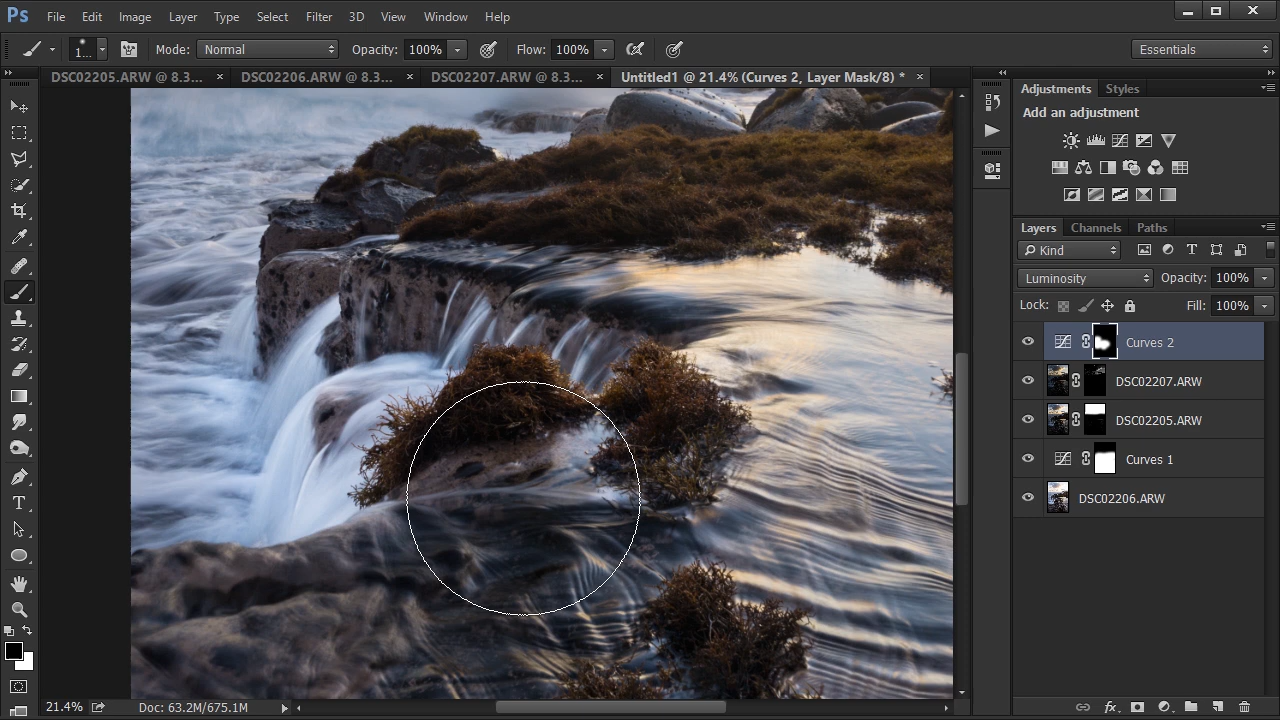 Ps File Edit Image Layer Type Select Filter 3D View Window Help
1... Mode: Normal Opacity: 100% Flow: 100% Essentials
DSC02205.ARW @ 8.3... × DSC02206.ARW @ 8.3... × DSC02207.ARW @ 8.3... × Untitled1 @ 21.4% (Curves 2, Layer Mask/8) * ×
Adjustments Styles
Add an adjustment
Layers Channels Paths
Kind T
Luminosity Opacity: 100%
Lock: Fill: 100%
Curves 2
DSC02207.ARW
DSC02205.ARW
Curves 1
DSC02206.ARW
T
21.4% Doc: 63.2M/675.1M fx